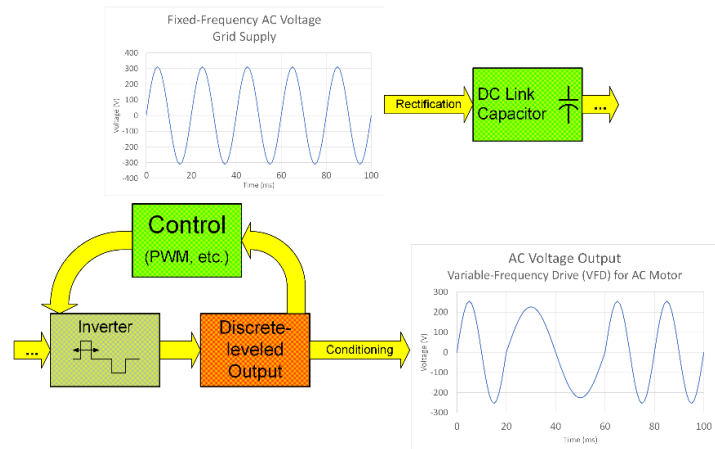 Fixed-Frequency AC Voltage
Grid Supply
400
300
200
100
0
-100
-200
-300
-400
Voltage (V)
0
20
40
60
80
100
Time (ms)
Rectification
DC Link
Capacitor
...
Control
(PWM, etc.)
...
Inverter
Discrete-
leveled
Output
Conditioning
AC Voltage Output
Variable-Frequency Drive (VFD) for AC Motor
300
200
100
0
-100
-200
-300
Voltage (V)
0
20
40
60
80
100
Time (ms)